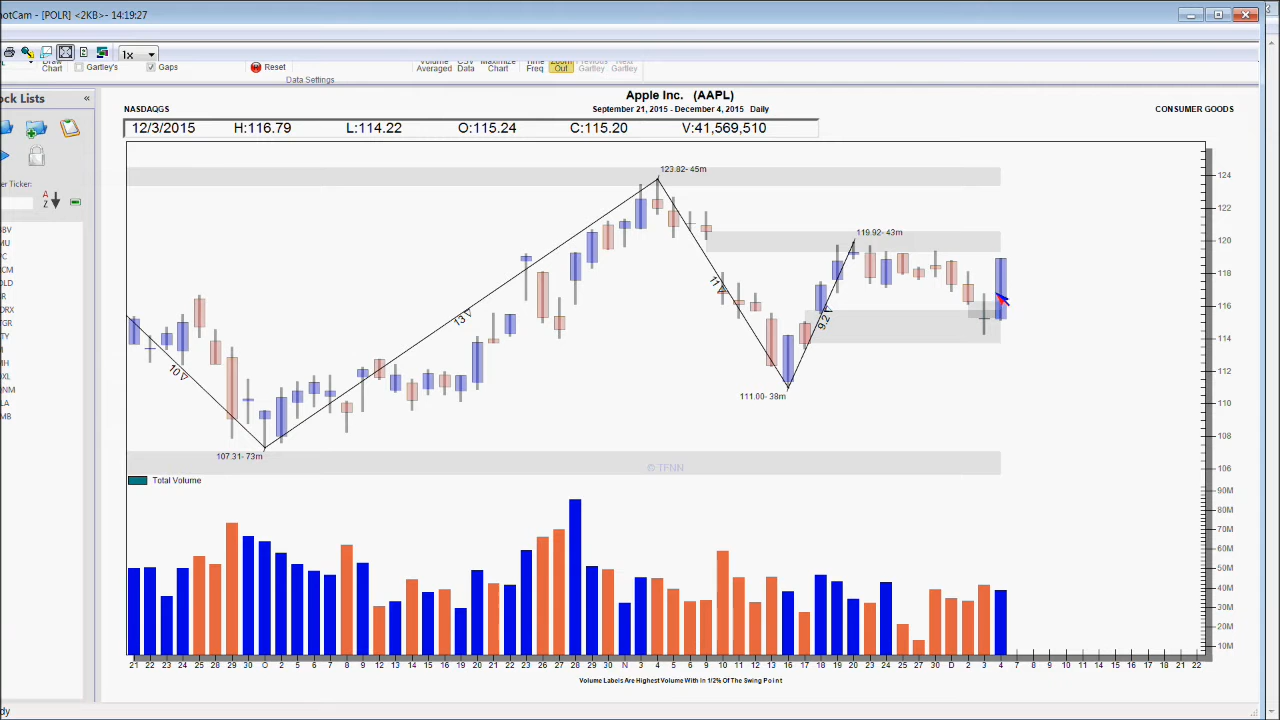 notCam - [POLR] <2KB> - 14:19:27
1x
Draw Chart
Gartley's
Gaps
Reset
Volume Averaged
CSV Data
Maximize Chart
Time Freq
Zoom Out
Previous Gartley
Next Gartley
Data Settings
ock Lists «
er Ticker:
A
Z
Apple Inc. (AAPL)
NASDAQGS
September 21, 2015 - December 4, 2015 Daily
CONSUMER GOODS
12/3/2015 H:116.79 L:114.22 O:115.24 C:115.20 V:41,569,510
123.82- 45m
119.92- 43m
111.00- 38m
107.31- 73m
10 V
13 V
11 V
9.2 V
© TFNN
124
122
120
118
116
114
112
110
108
106
Total Volume
90M
80M
70M
60M
50M
40M
30M
20M
10M
21 22 23 24 25 28 29 30 O 2 5 6 7 8 9 12 13 14 15 16 19 20 21 22 23 26 27 28 29 30 N 3 4 5 6 9 10 11 12 13 16 17 18 19 20 23 24 25 27 30 D 2 3 4 7 8 9 10 11 14 15 16 17 18 21 22
Volume Labels Are Highest Volume With In 1/2% Of The Swing Point
dy